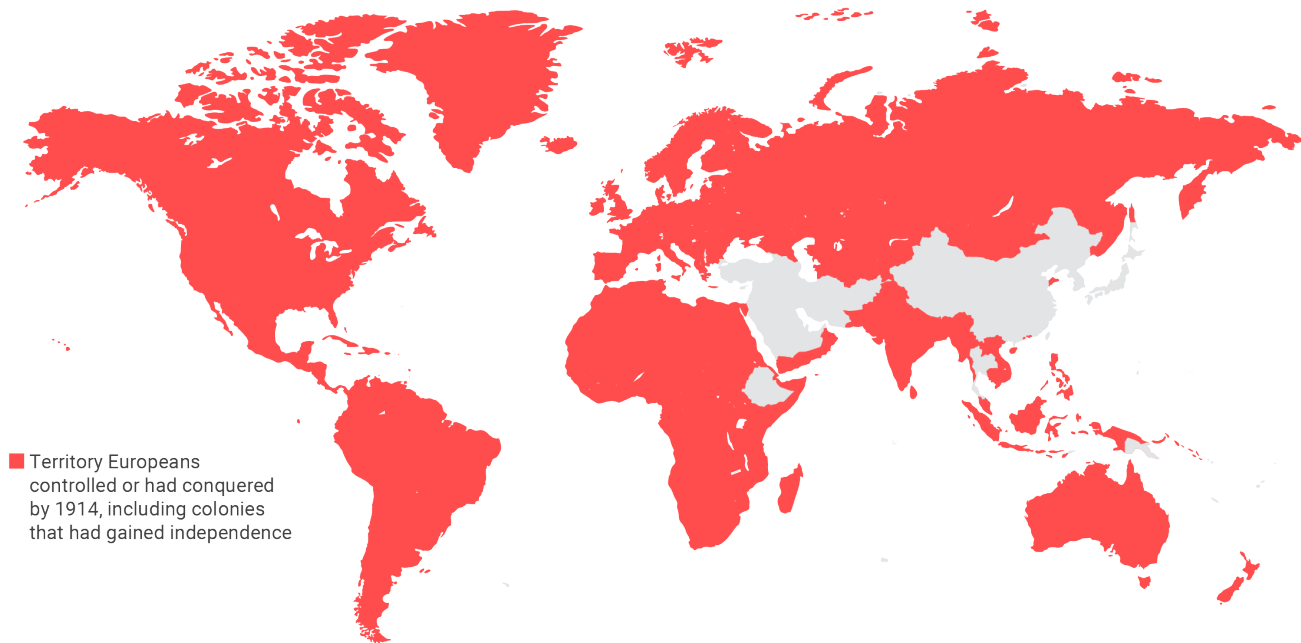 Territory Europeans
controlled or had conquered
by 1914, including colonies
that had gained independence